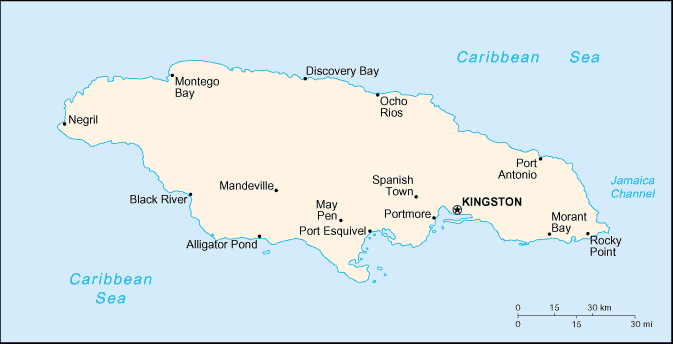 Caribbean Sea
Discovery Bay
Montego
Bay
Ocho
Rios
Negril
Port
Antonio
Jamaica
Channel
Spanish
Town
Mandeville
Black River
KINGSTON
May
Pen
Portmore
Port Esquivel
Morant
Bay
Alligator Pond
Rocky
Point
Caribbean
Sea
0 15 30 km
0 15 30 mi